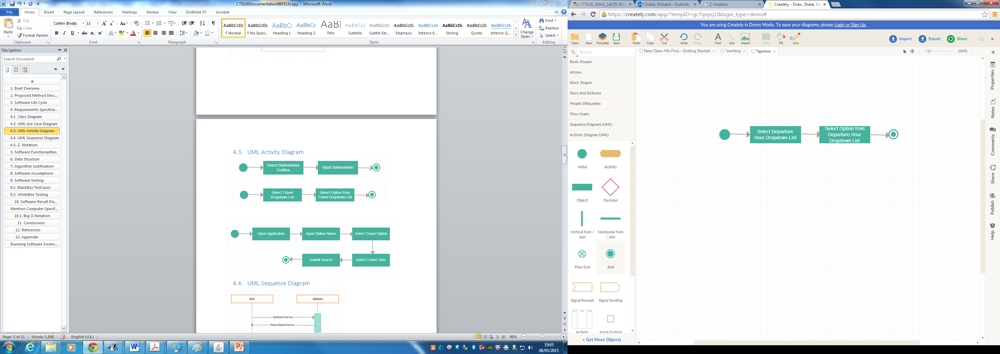 CT5026Documentation060515copy - Microsoft Word
File Home Insert Page Layout References Mailings Review View EndNote X7 Acrobat
Paste
Cut
Copy
Format Painter
Clipboard
Calibri (Body) 11
Font
Paragraph
AaBbCcDc AaBbCcDc AaBbCc AaBbCc AaBl AaBbCcL AaBbCcDc AaBbCcDc AaBbCcDc AaBbCcDc AaBbCcDc AaBbCcDc
¶ Normal ¶ No Spaci... Heading 1 Heading 2 Title Subtitle Subtle Em... Emphasis Intense E... Strong Quote Intense Q...
Styles
Change
Styles
Find
Replace
Select
Editing
Navigation
Search Document
1. Brief Overview
2. Proposed Method Desi...
3. Software Life Cycle
4. Requirements Specifica...
4.1. Class Diagram
4.2. UML Use Case Diagram
4.3. UML Activity Diagram
4.4. UML Sequence Diagram
4.5. Z- Notation
5. Software Functionalities
6. Data Structure
7. Algorithm Justification
8. Software Assumptions
9. Software Testing
9.1. BlackBox TestCases
9.2. WhiteBox Testing
10. Software Result Dis...
Mention Computer Specif...
10.1. Big O Notation
11. Conclusions
12. References
13. Appendix
Running Software Screen...
4.3. UML Activity Diagram
Select StationName
TextBox
Input StationName
Select Travel
Dropdown List
Select Option from
Travel Dropdown List
Open Application
Input Station Name
Select Travel Option
Submit Search
Select Travel Time
4.4. UML Sequence Diagram
GUI
:Station
SetStationName()
ReturnStationName()
Page: 5 of 11 Words: 1,848 English (U.K.) 90%
19:05
08/05/2015
CT5026_SEM2_14/15: W10
Dobie, Richard - Outlook
Z notation
Creately - Draw, Share, Va
https://creately.com/app/?tempID=gc7qvpsj1&login_type=demo#
You are using Creately in Demo Mode. To save your diagrams, please Login or Sign Up.
Open New Template Save Paste Copy Cut Undo Redo Text Line Import Style Fill Line
Import Export Share
Search
New Open Me First - Getting Started
*ewrferg
*fgertwr
100%
Basic Shapes
Arrows
Block Shapes
Stars And Balloons
People Silhouettes
Flow charts
Sequence Diagrams (UML)
Activity Diagram (UML)
Initial
Activity
Object
Decision
Vertical Fork /
Join
Horizontal Fork
/ Join
Flow End
End
Signal Receipt
Signal Sending
Activity
Input/Output
+ Get More Objects
Select Departure
Hour Dropdown List
Select Option from
Departure Hour
Dropdown List
Properties
Notes
Comments
Share
Publish
Help